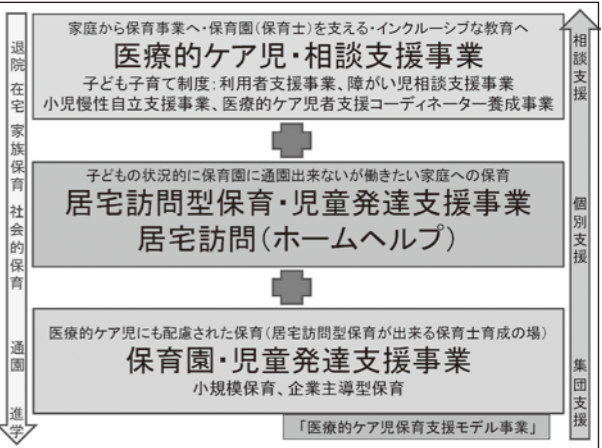 家庭から保育事業へ・保育園（保育士）を支える・インクルーシブな教育へ
医療的ケア児・相談支援事業
子ども子育て制度：利用者支援事業、障がい児相談支援事業
小児慢性自立支援事業、医療的ケア児者支援コーディネーター養成事業
子どもの状況的に保育園に通園出来ないが働きたい家庭への保育
居宅訪問型保育・児童発達支援事業
居宅訪問（ホームヘルプ）
医療的ケア児にも配慮された保育（居宅訪問型保育が出来る保育士育成の場）
保育園・児童発達支援事業
小規模保育、企業主導型保育
「医療的ケア児保育支援モデル事業」
退院
在宅
家族保育
社会的保育
通園
進学
相談支援
個別支援
集団支援